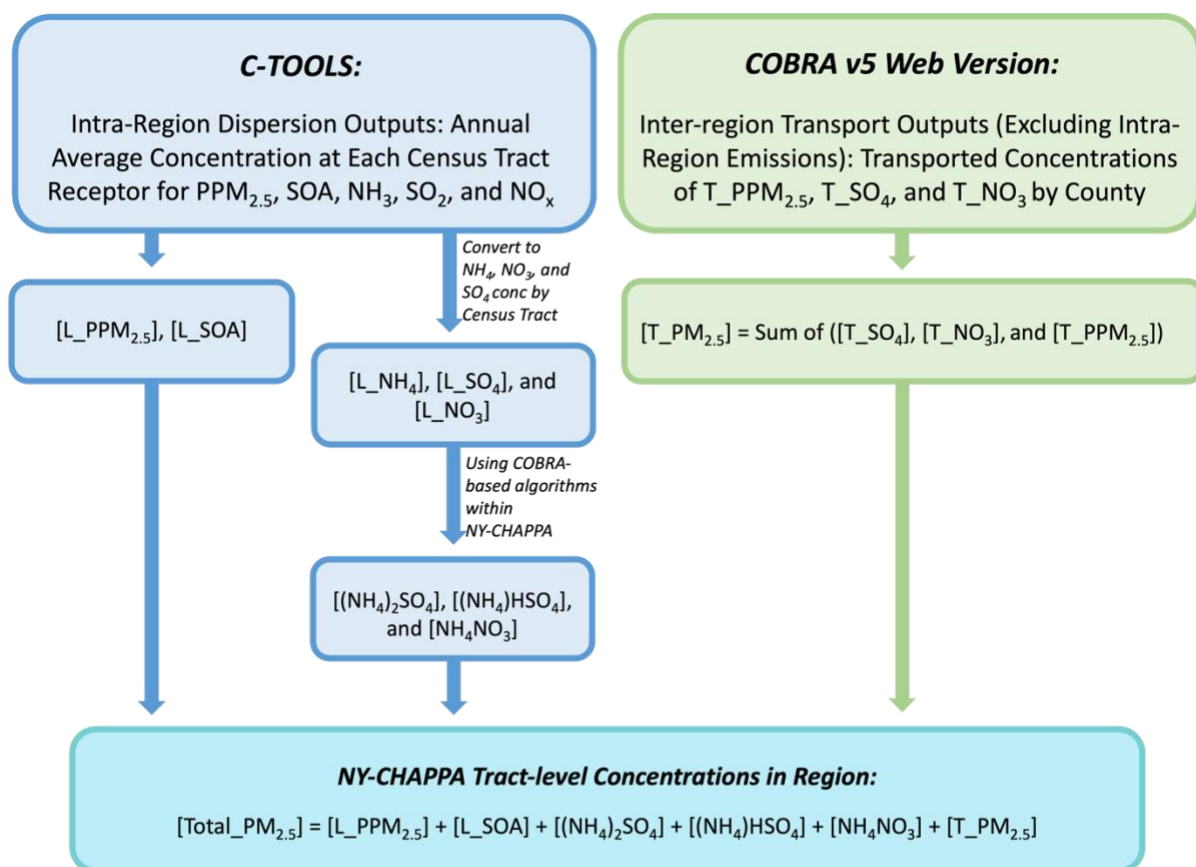 C-TOOLS:
Intra-Region Dispersion Outputs: Annual
Average Concentration at Each Census Tract
Receptor for PPM₂.₅, SOA, NH₃, SO₂, and NOₓ
COBRA v5 Web Version:
Inter-region Transport Outputs (Excluding Intra-
Region Emissions): Transported Concentrations
of T_PPM₂.₅, T_SO₄, and T_NO₃ by County
Convert to
NH₄, NO₃, and
SO₄ conc by
Census Tract
[L_PPM₂.₅], [L_SOA]
[T_PM₂.₅] = Sum of ([T_SO₄], [T_NO₃], and [T_PPM₂.₅])
[L_NH₄], [L_SO₄], and
[L_NO₃]
Using COBRA-
based algorithms
within
NY-CHAPPA
[(NH₄)₂SO₄], [(NH₄)HSO₄],
and [NH₄NO₃]
NY-CHAPPA Tract-level Concentrations in Region:
[Total_PM₂.₅] = [L_PPM₂.₅] + [L_SOA] + [(NH₄)₂SO₄] + [(NH₄)HSO₄] + [NH₄NO₃] + [T_PM₂.₅]